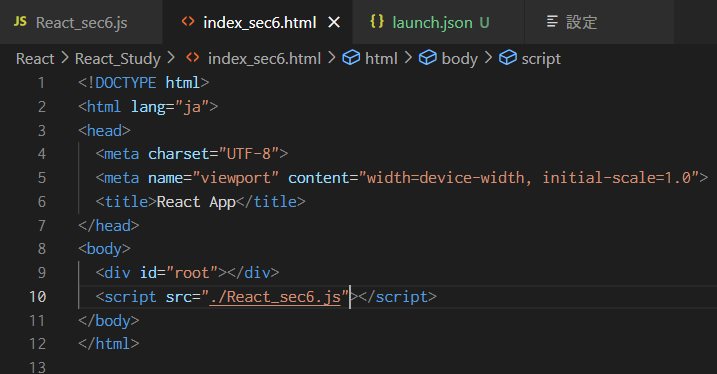 JS React_sec6.js <> index_sec6.html × {} launch.json U 設定
React > React_Study > <> index_sec6.html > html > body > script
1 <!DOCTYPE html>
2 <html lang="ja">
3 <head>
4 <meta charset="UTF-8">
5 <meta name="viewport" content="width=device-width, initial-scale=1.0">
6 <title>React App</title>
7 </head>
8 <body>
9 <div id="root"></div>
10 <script src="./React_sec6.js"></script>
11 </body>
12 </html>
13